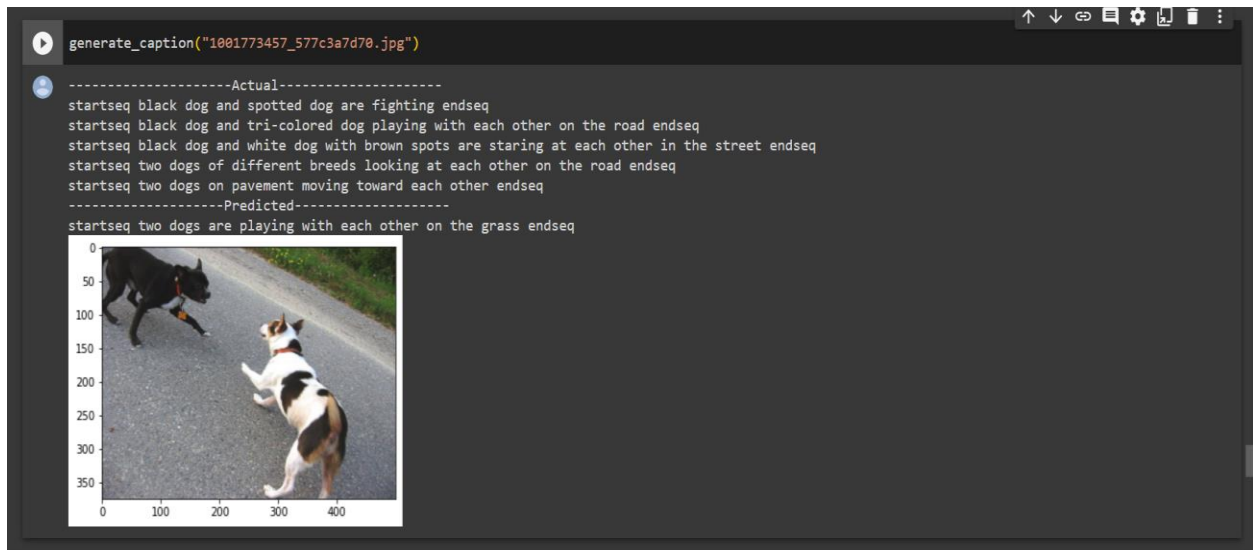 generate_caption("1001773457_577c3a7d70.jpg")
---------------------Actual---------------------
startseq black dog and spotted dog are fighting endseq
startseq black dog and tri-colored dog playing with each other on the road endseq
startseq black dog and white dog with brown spots are staring at each other in the street endseq
startseq two dogs of different breeds looking at each other on the road endseq
startseq two dogs on pavement moving toward each other endseq
--------------------Predicted--------------------
startseq two dogs are playing with each other on the grass endseq
0
50
100
150
200
250
300
350
0 100 200 300 400